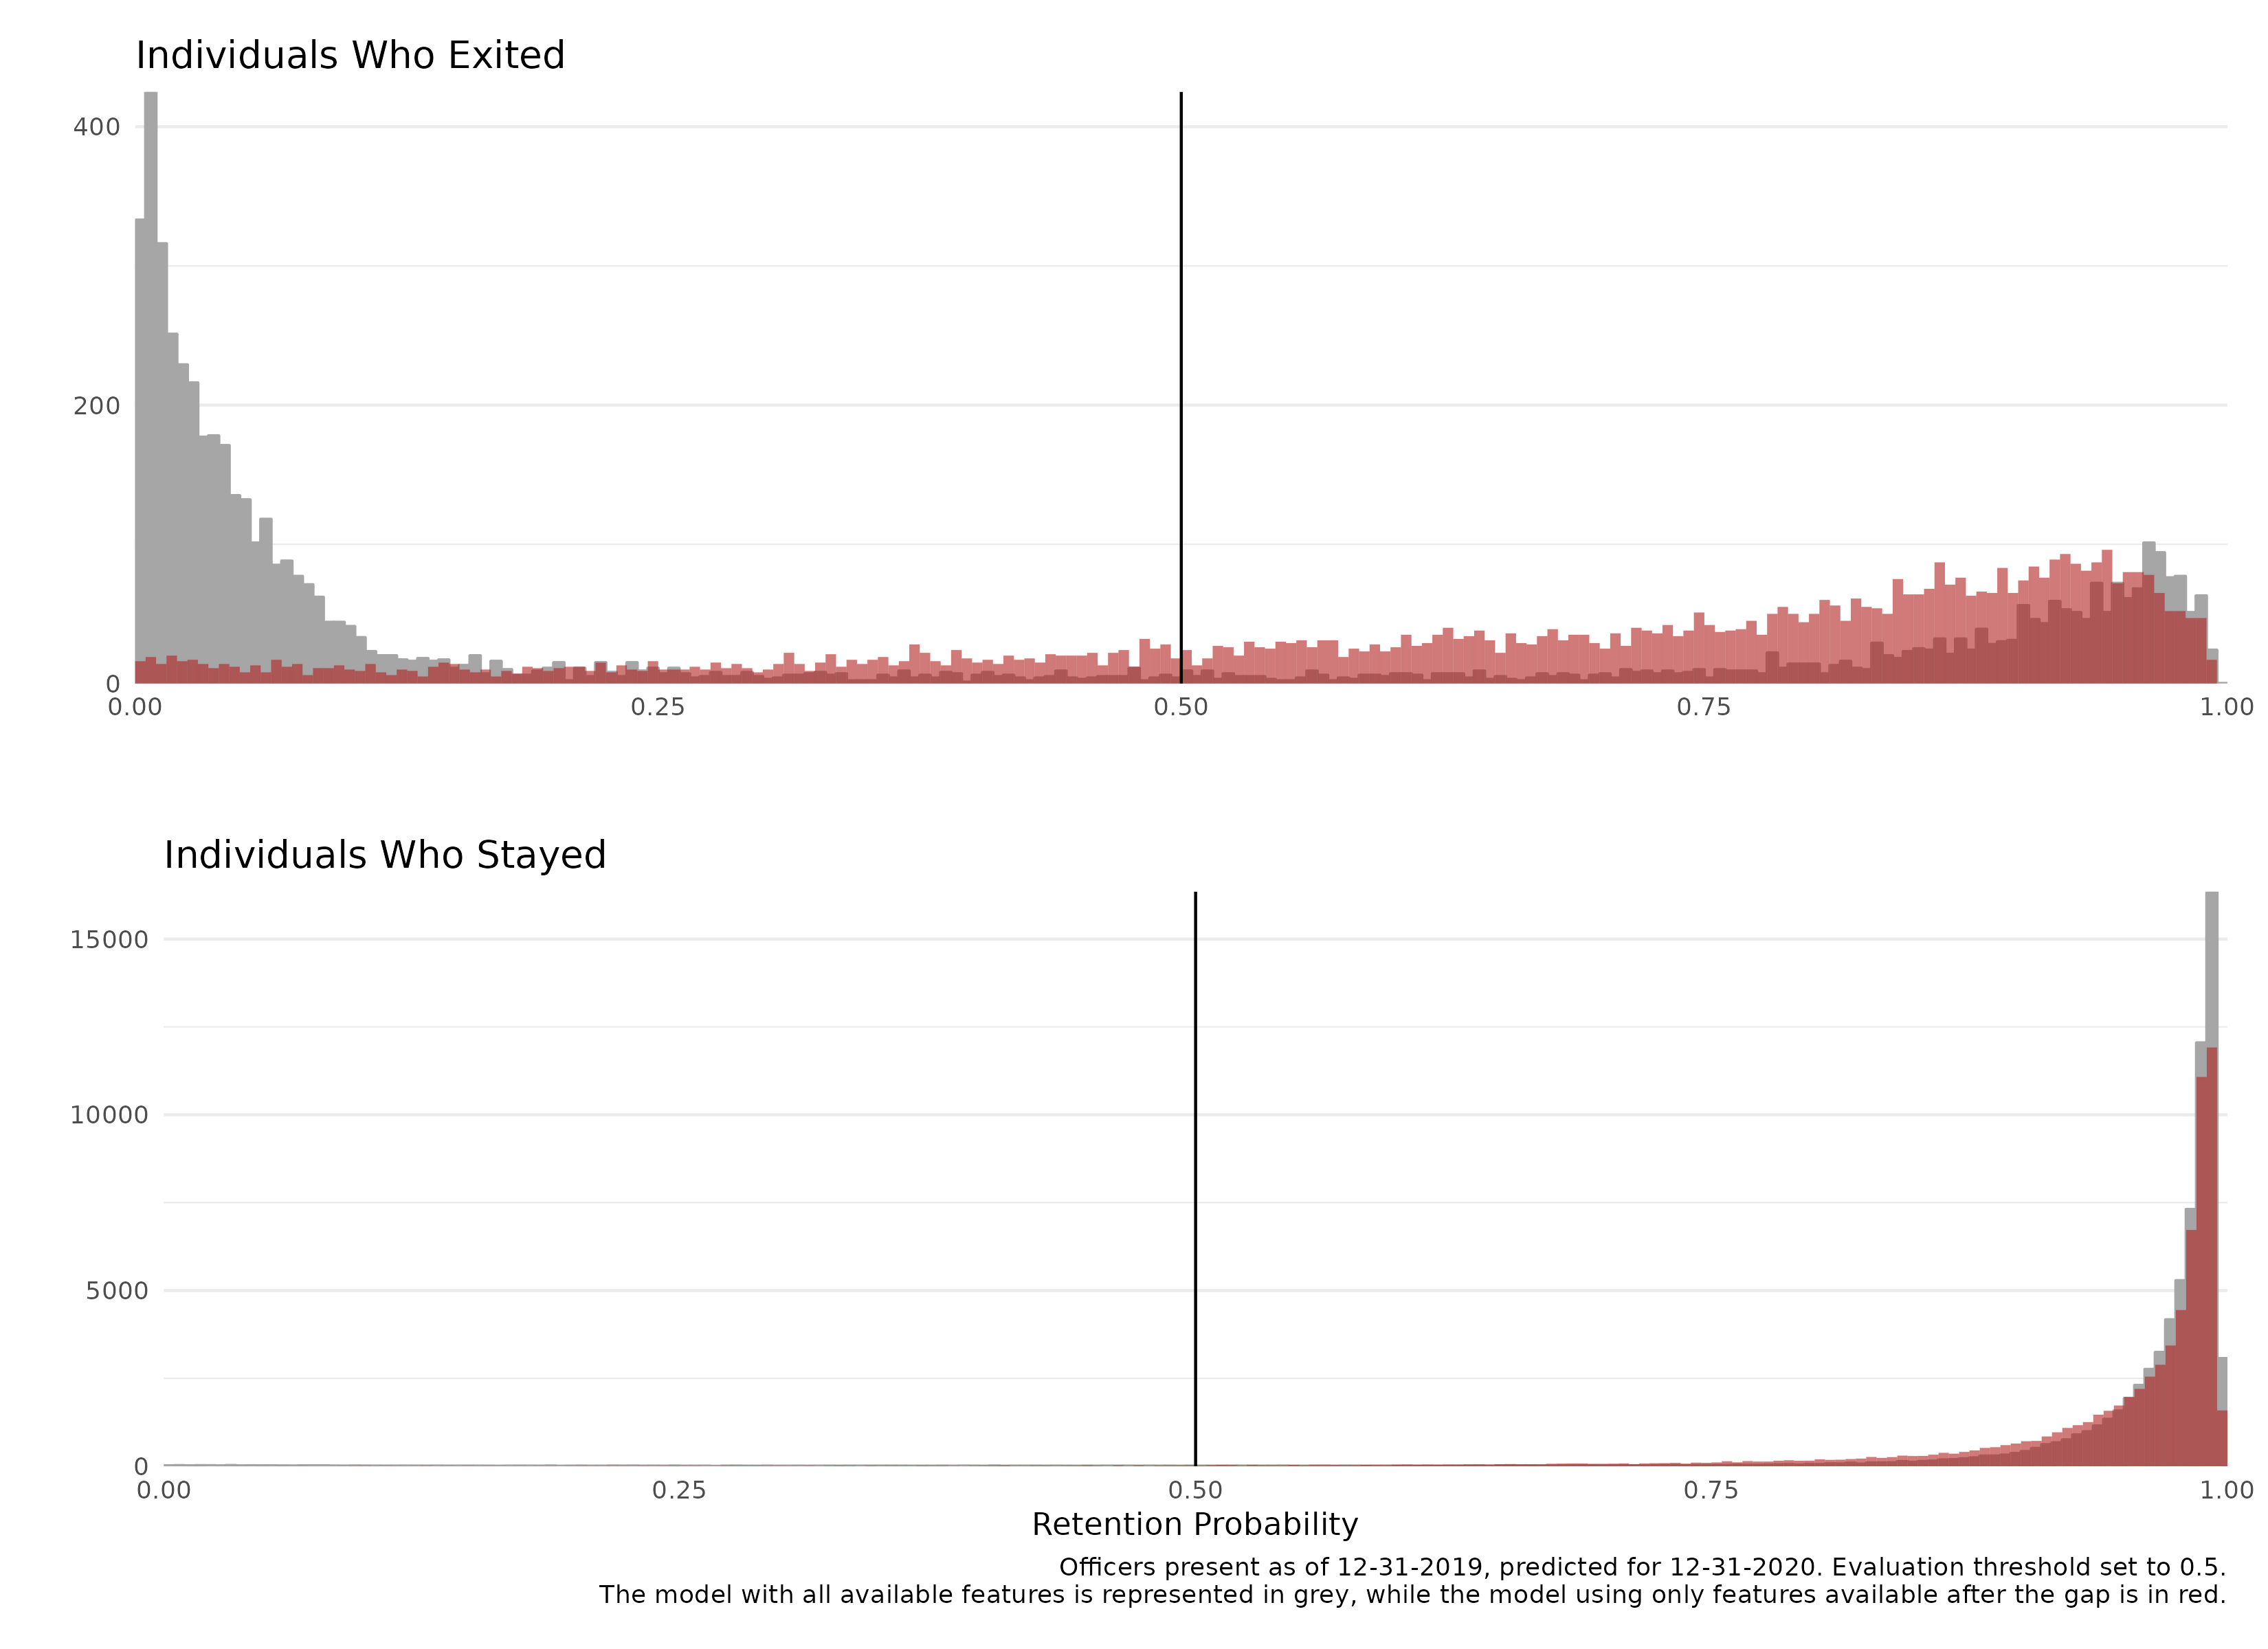 Individuals Who Exited
400
200
0
0.00 0.25 0.50 0.75 1.00
Individuals Who Stayed
15000
10000
5000
0
0.00 0.25 0.50 0.75 1.00
Retention Probability
Officers present as of 12-31-2019, predicted for 12-31-2020. Evaluation threshold set to 0.5.
The model with all available features is represented in grey, while the model using only features available after the gap is in red.